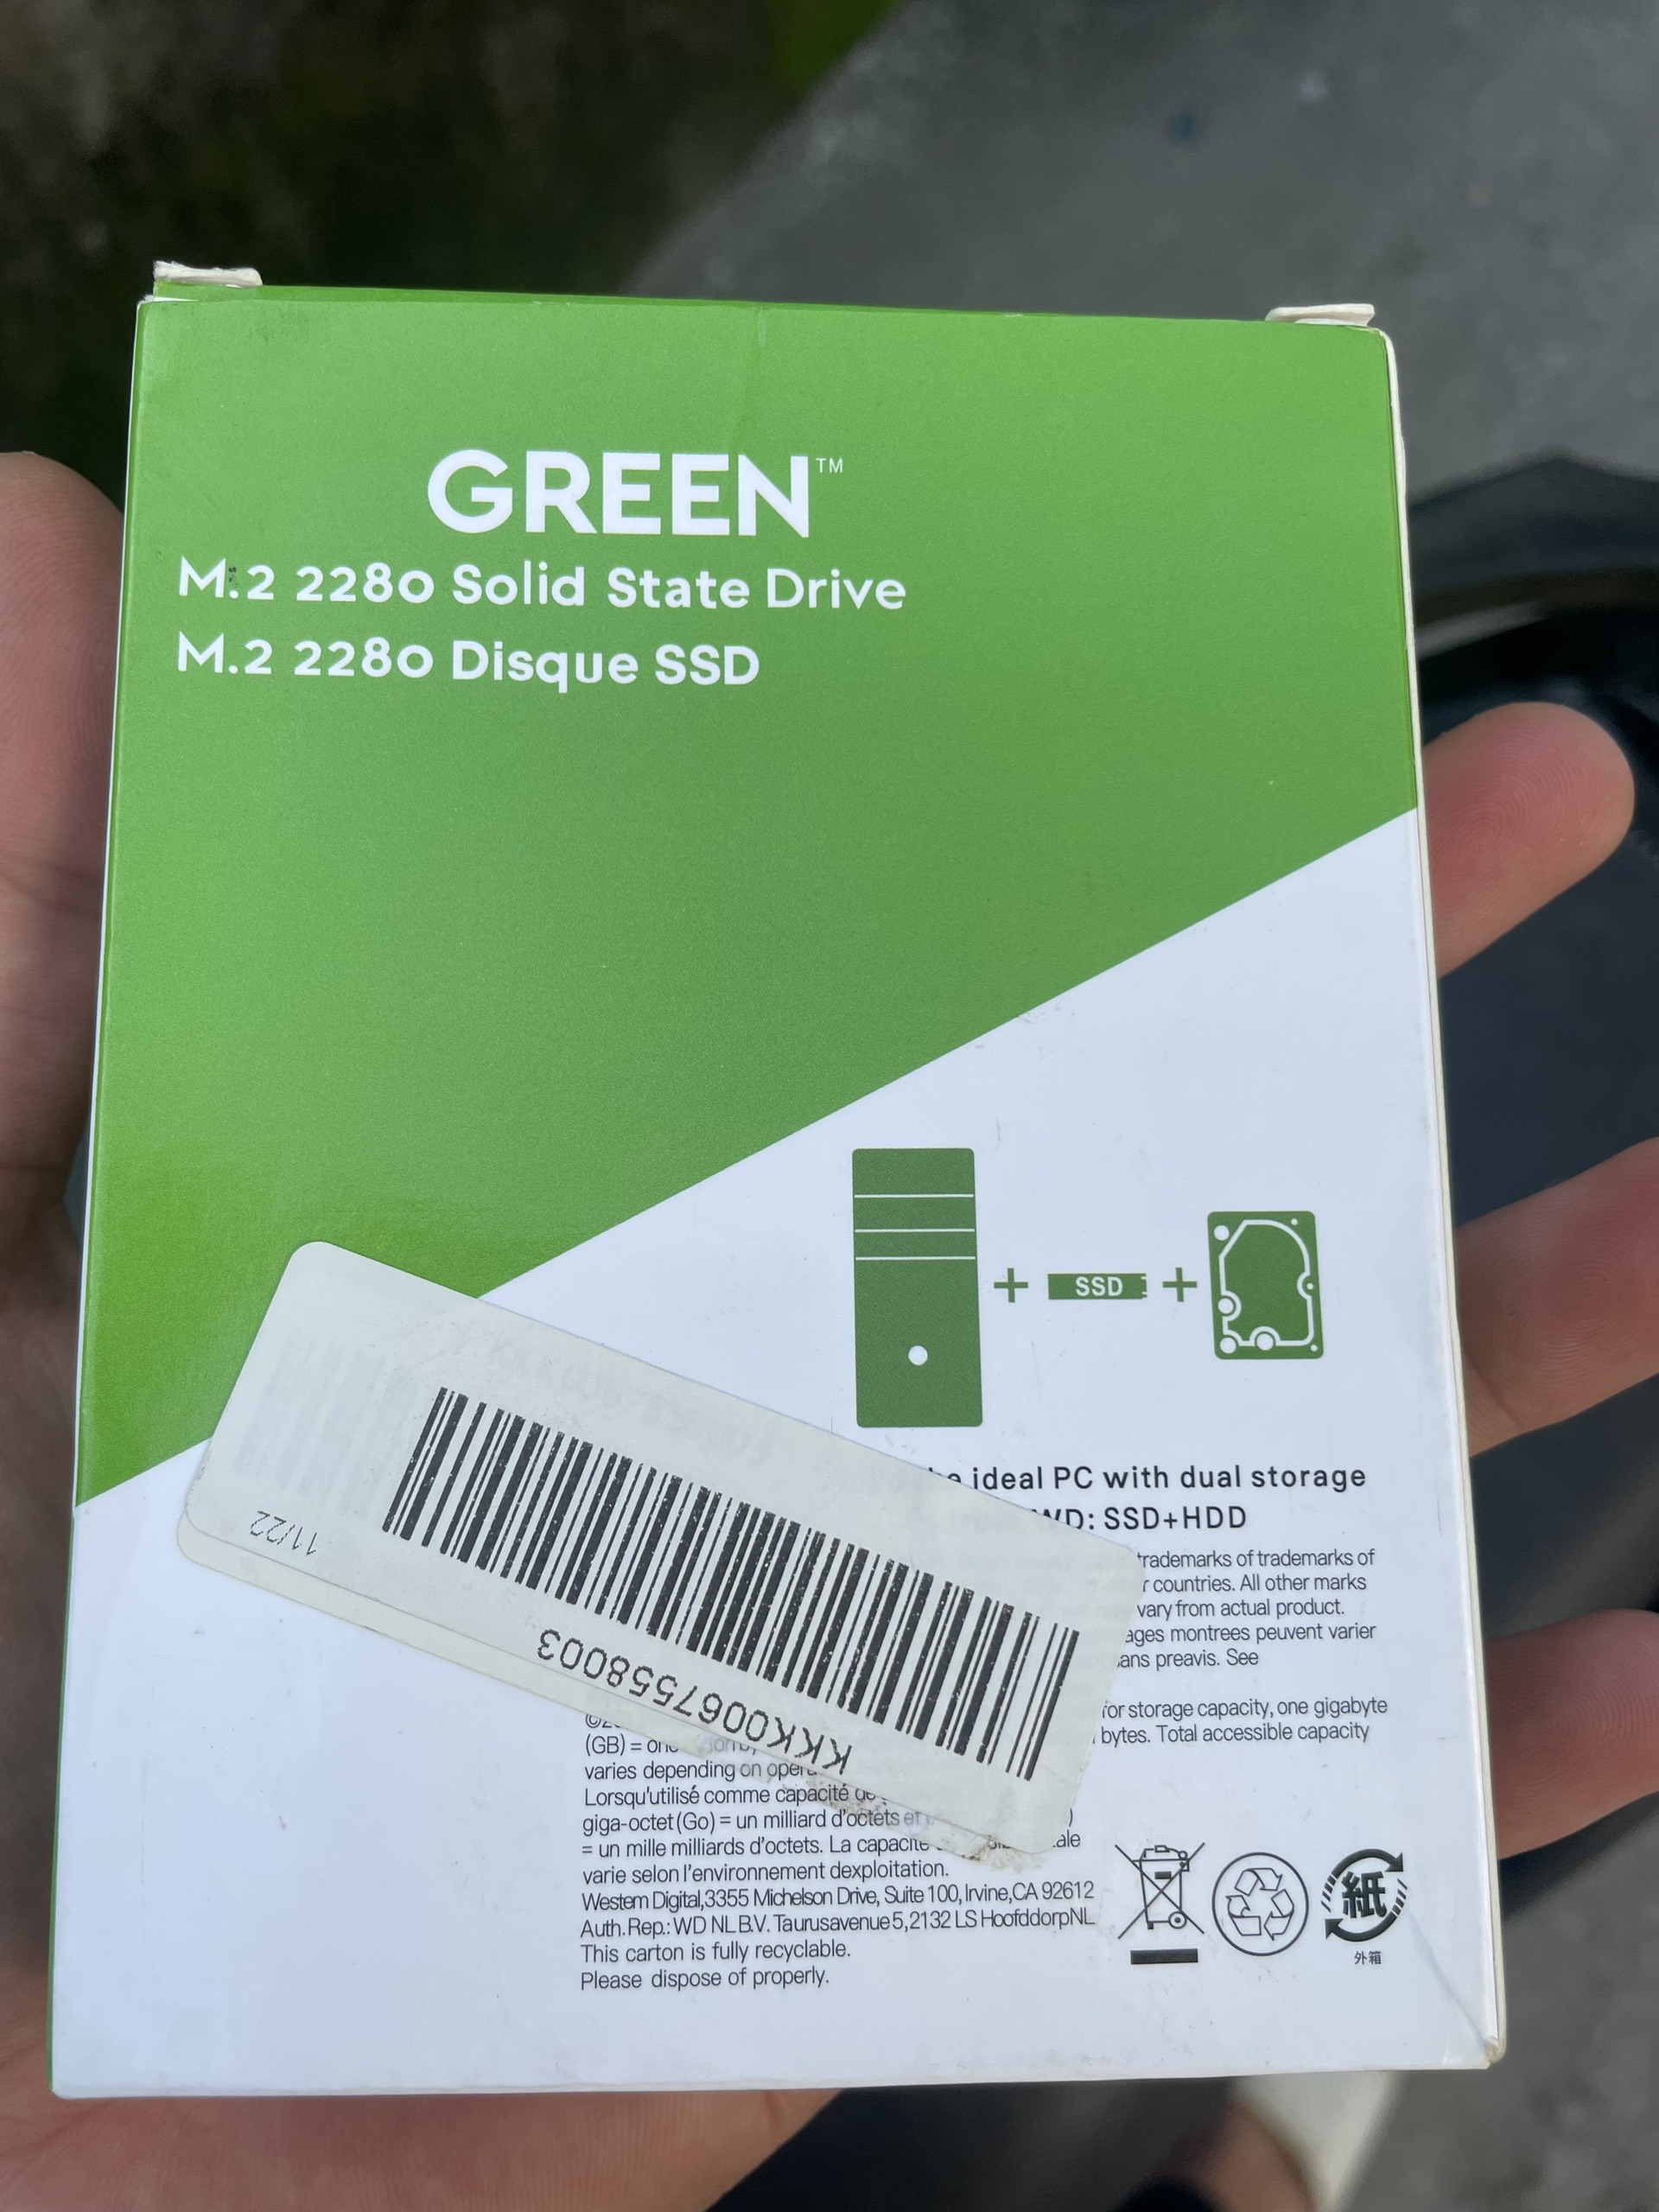 GREEN™
M.2 2280 Solid State Drive
M.2 2280 Disque SSD
SSD
ideal PC with dual storage
WD: SSD+HDD
trademarks of trademarks of
countries. All other marks
vary from actual product.
montrees peuvent varier
preavis. See
for storage capacity, one gigabyte
bytes. Total accessible capacity
11/22
KKK0067558003
(GB) = one
varies depending on
Lorsqu'utilisé comme capacité
giga-octet (Go) = un milliard d'octets et
= un mille milliards d'octets. La capacité
varie selon l'environnement dexploitation.
Westem Digital,3355 Michelson Drive, Suite 100, Irvine,CA 92612
Auth.Rep.: WD NL B.V. Taurusavenue 5,2132 LS HoofddorpNL
This carton is fully recyclable.
Please dispose of properly.
紙
外箱